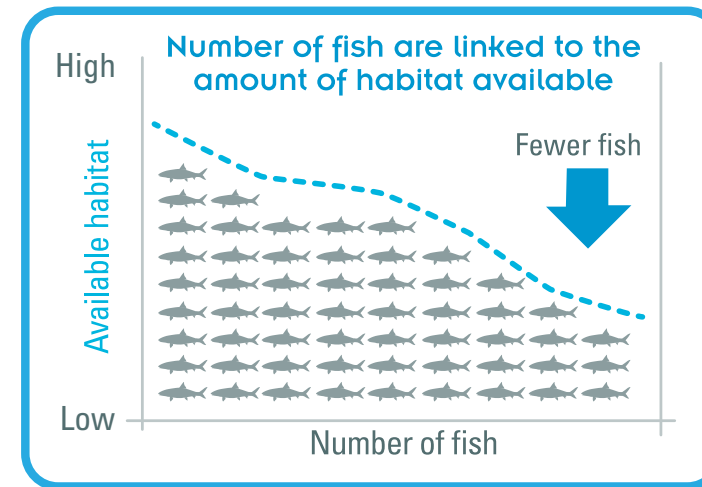 Number of fish are linked to the
amount of habitat available
High
Fewer fish
Available habitat
Low
Number of fish